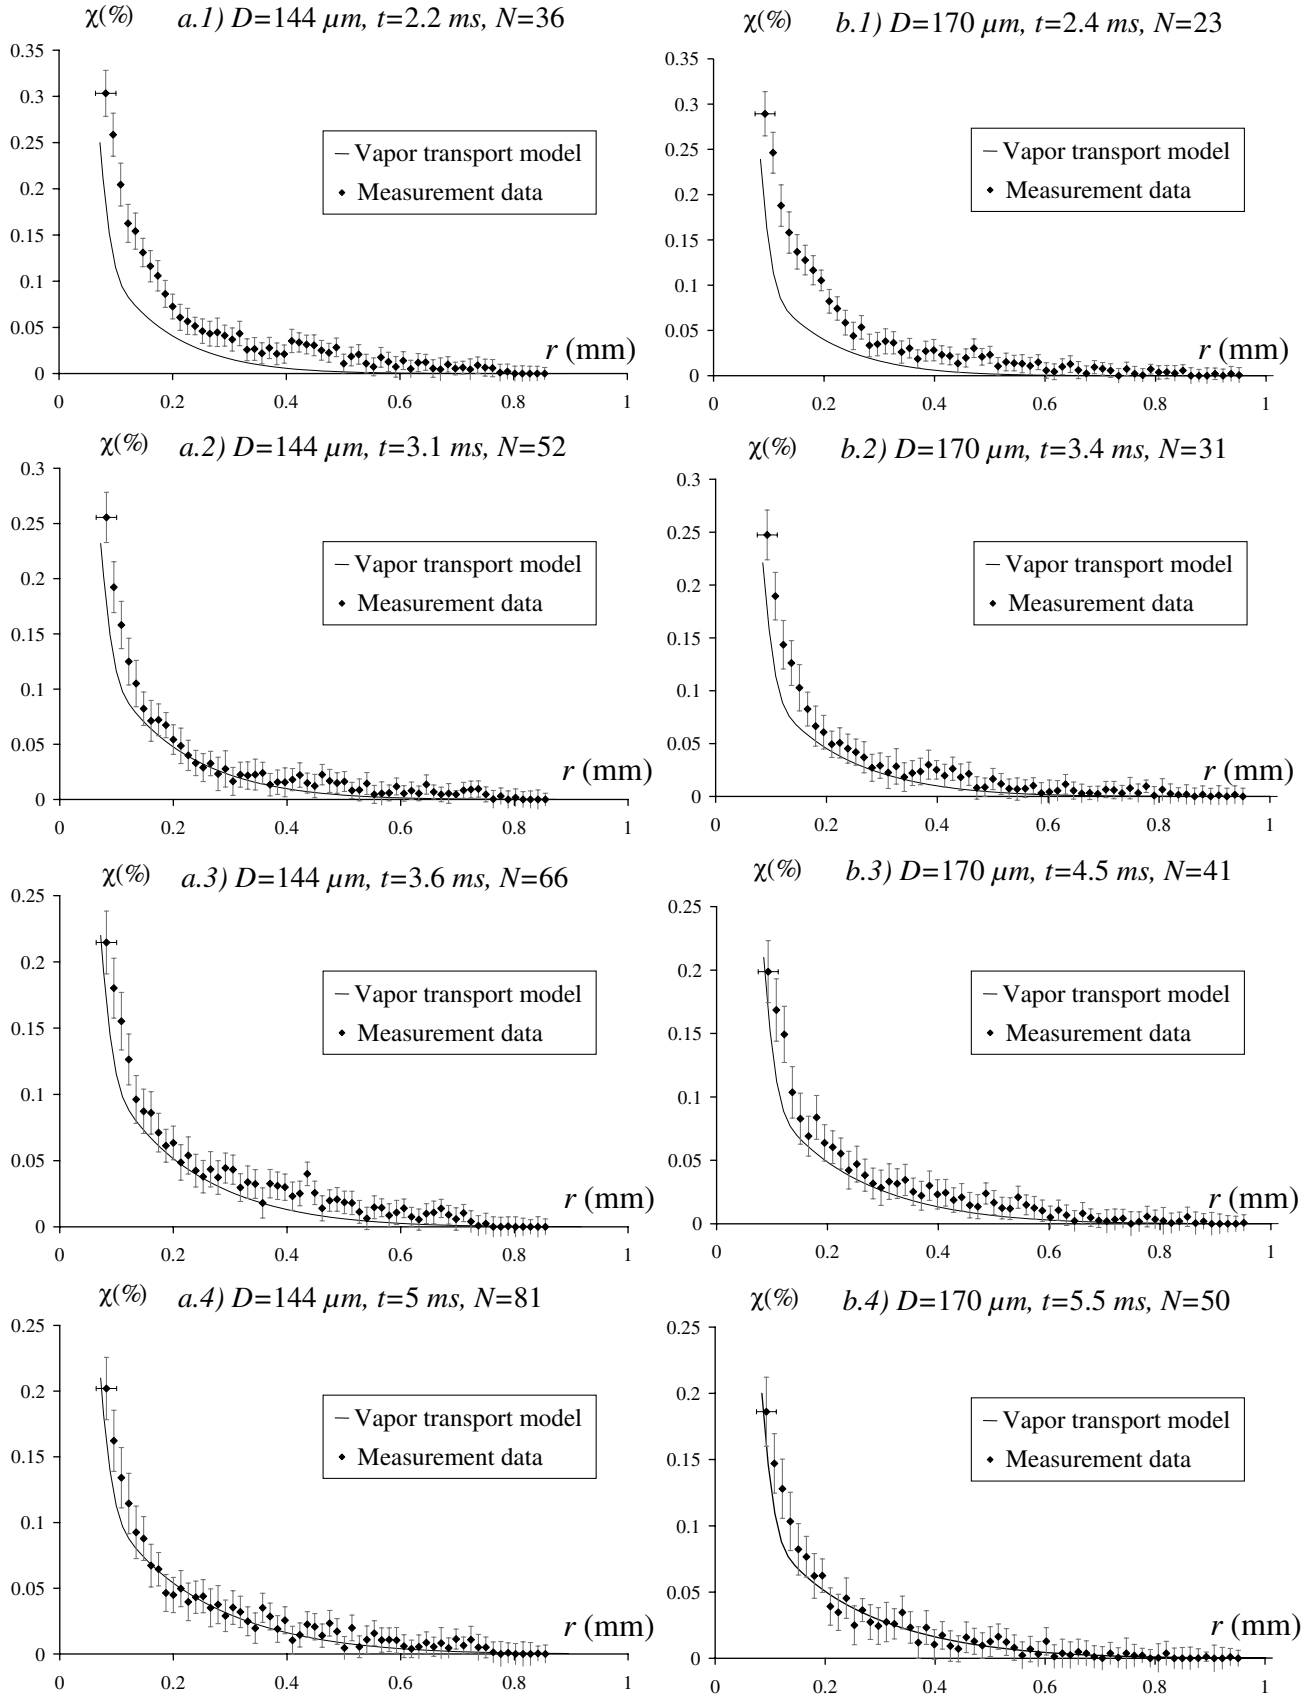 χ(%) a.1) D=144 µm, t=2.2 ms, N=36
0.35
0.3
0.25
0.2
0.15
0.1
0.05
0
Vapor transport model
Measurement data
r (mm)
0 0.2 0.4 0.6 0.8 1
χ(%) b.1) D=170 µm, t=2.4 ms, N=23
0.35
0.3
0.25
0.2
0.15
0.1
0.05
0
Vapor transport model
Measurement data
r (mm)
0 0.2 0.4 0.6 0.8 1
χ(%) a.2) D=144 µm, t=3.1 ms, N=52
0.3
0.25
0.2
0.15
0.1
0.05
0
Vapor transport model
Measurement data
r (mm)
0 0.2 0.4 0.6 0.8 1
χ(%) b.2) D=170 µm, t=3.4 ms, N=31
0.3
0.25
0.2
0.15
0.1
0.05
0
Vapor transport model
Measurement data
r (mm)
0 0.2 0.4 0.6 0.8 1
χ(%) a.3) D=144 µm, t=3.6 ms, N=66
0.25
0.2
0.15
0.1
0.05
0
Vapor transport model
Measurement data
r (mm)
0 0.2 0.4 0.6 0.8 1
χ(%) b.3) D=170 µm, t=4.5 ms, N=41
0.25
0.2
0.15
0.1
0.05
0
Vapor transport model
Measurement data
r (mm)
0 0.2 0.4 0.6 0.8 1
χ(%) a.4) D=144 µm, t=5 ms, N=81
0.25
0.2
0.15
0.1
0.05
0
Vapor transport model
Measurement data
r (mm)
0 0.2 0.4 0.6 0.8 1
χ(%) b.4) D=170 µm, t=5.5 ms, N=50
0.25
0.2
0.15
0.1
0.05
0
Vapor transport model
Measurement data
r (mm)
0 0.2 0.4 0.6 0.8 1